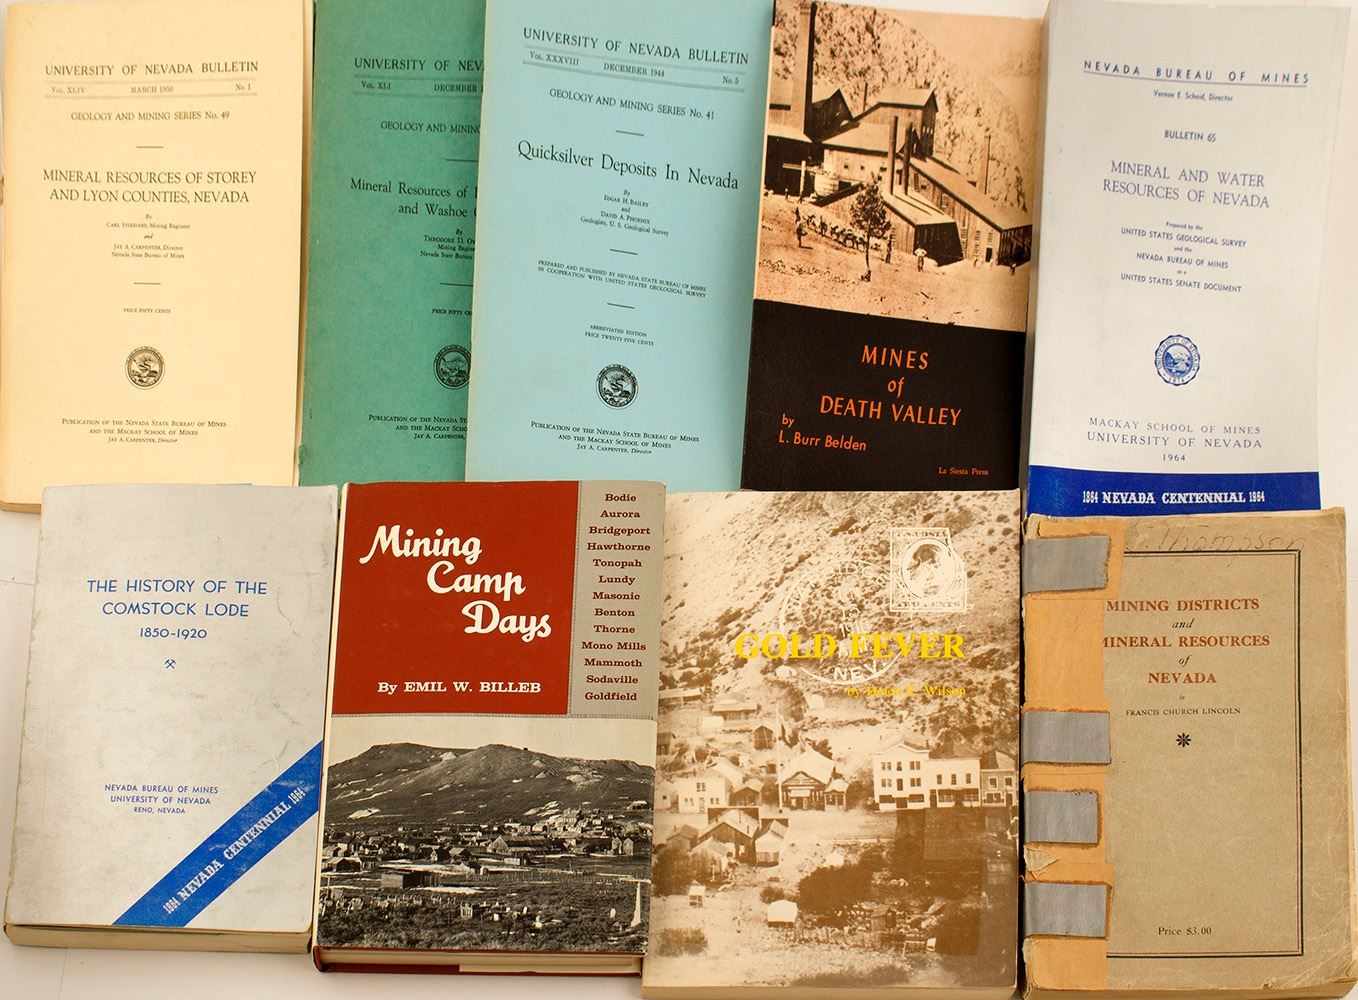 UNIVERSITY OF NEVADA BULLETIN
VOL. XLIV MARCH 1950 No. 1
GEOLOGY AND MINING SERIES No. 49
MINERAL RESOURCES OF STOREY
AND LYON COUNTIES, NEVADA
By
CARL STODDARD, Mining Engineer
and
JAY A. CARPENTER, Director
Nevada State Bureau of Mines
PRICE FIFTY CENTS
PUBLICATION OF THE NEVADA STATE BUREAU OF MINES
AND THE MACKAY SCHOOL OF MINES
JAY A. CARPENTER, Director
UNIVERSITY OF NEV
VOL. XLI DECEMBER
GEOLOGY AND MINING
Mineral Resources of
and Washoe
By
THEODORE D.
Mining
Nevada State Bureau
PRICE FIFTY
PUBLICATION OF THE NEVADA STA
AND THE MACKAY SCH
JAY A. CARPENTER
UNIVERSITY OF NEVADA BULLETIN
VOL. XXXVIII DECEMBER 1944 No. 5
GEOLOGY AND MINING SERIES No. 41
Quicksilver Deposits In Nevada
By
EDGAR H. BAILEY
and
DAVID A. PHOENIX
Geologists, U. S. Geological Survey
PREPARED AND PUBLISHED BY NEVADA STATE BUREAU OF MINES
IN COOPERATION WITH UNITED STATES GEOLOGICAL SURVEY
ABBREVIATED EDITION
PRICE TWENTY-FIVE CENTS
PUBLICATION OF THE NEVADA STATE BUREAU OF MINES
AND THE MACKAY SCHOOL OF MINES
JAY A. CARPENTER, Director
MINES
of
DEATH VALLEY
by
L. Burr Belden
La Siesta Press
NEVADA BUREAU OF MINES
Vernon E. Scheid, Director
BULLETIN 65
MINERAL AND WATER
RESOURCES OF NEVADA
Prepared by the
UNITED STATES GEOLOGICAL SURVEY
and the
NEVADA BUREAU OF MINES
as a
UNITED STATES SENATE DOCUMENT
UNIVERSITY OF NEVADA
1874
MACKAY SCHOOL OF MINES
UNIVERSITY OF NEVADA
1964
1864 NEVADA CENTENNIAL 1964
THE HISTORY OF THE
COMSTOCK LODE
1850-1920
NEVADA BUREAU OF MINES
UNIVERSITY OF NEVADA
RENO, NEVADA
1864 NEVADA CENTENNIAL 1964
Mining
Camp
Days
By EMIL W. BILLEB
Bodie
Aurora
Bridgeport
Hawthorne
Tonopah
Lundy
Masonic
Benton
Thorne
Mono Mills
Mammoth
Sodaville
Goldfield
TWO CENTS
NEV
GOLD FEVER
by Helen Wilson
Thompson
MINING DISTRICTS
and
MINERAL RESOURCES
of
NEVADA
by
FRANCIS CHURCH LINCOLN
Price $3.00